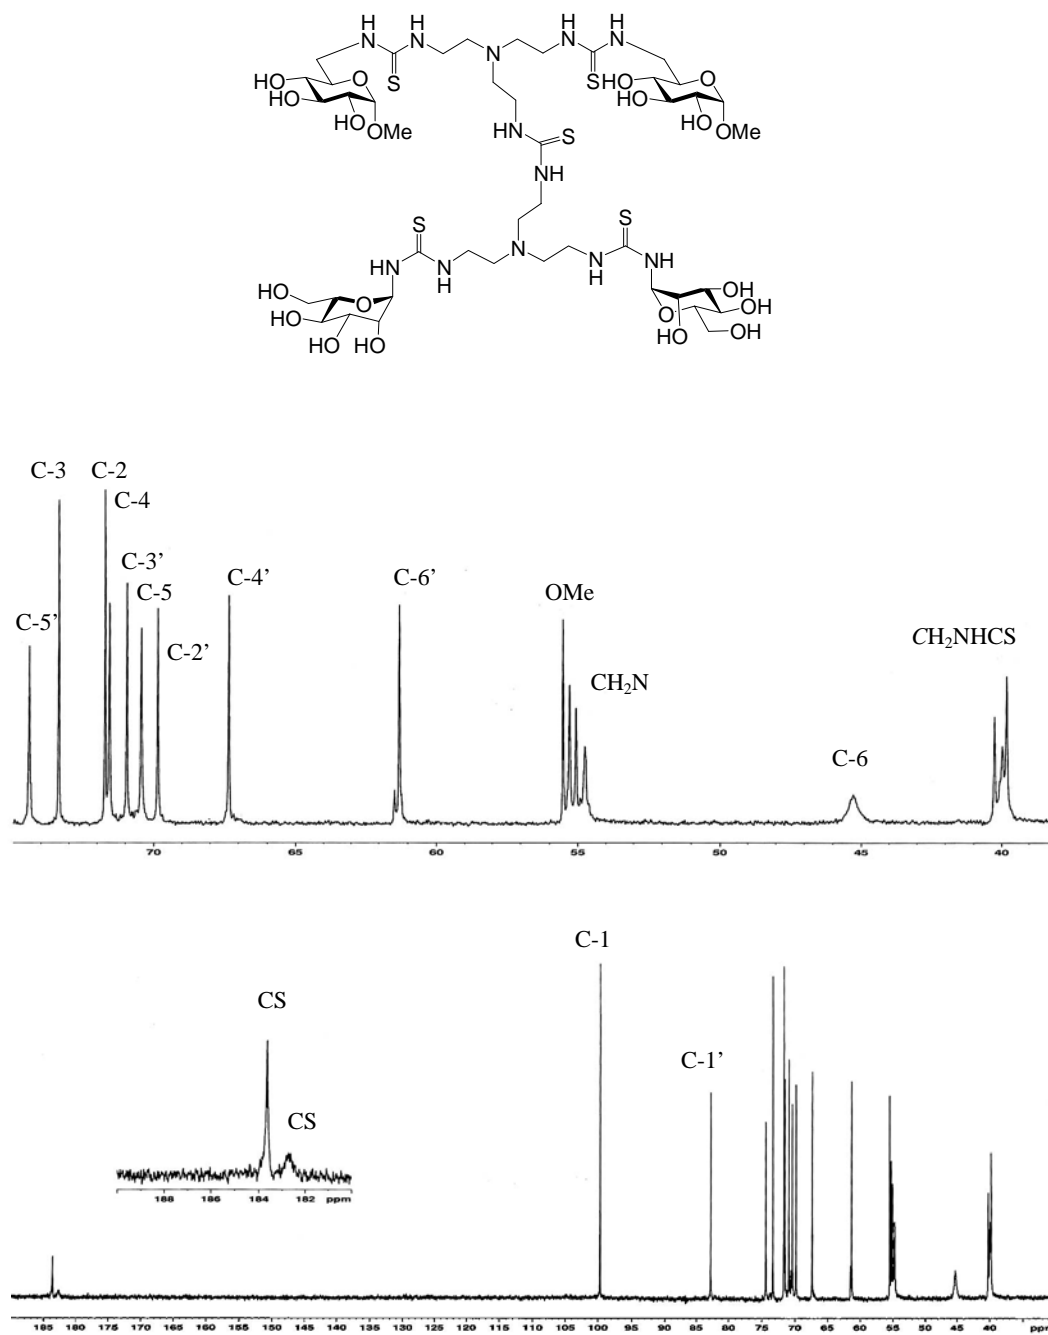 H H H H
N N N N N
S S
HO O HO O
HO HO
HO OMe HO OMe
HN S
NH
S S
HN N N N NH
H H
HO O OH
HO OH
HO HO O HO OH
C-3 C-2
C-4
C-3’
C-5 C-4’ C-6’ OMe
C-5’ C-2’ CH2NHCS
CH2N
C-6
70 65 60 55 50 45 40
C-1
CS
C-1’
CS
188 186 184 182 ppm
185 180 175 170 165 160 155 150 145 140 135 130 125 120 115 110 105 100 95 90 85 80 75 70 65 60 55 50 45 40 ppm